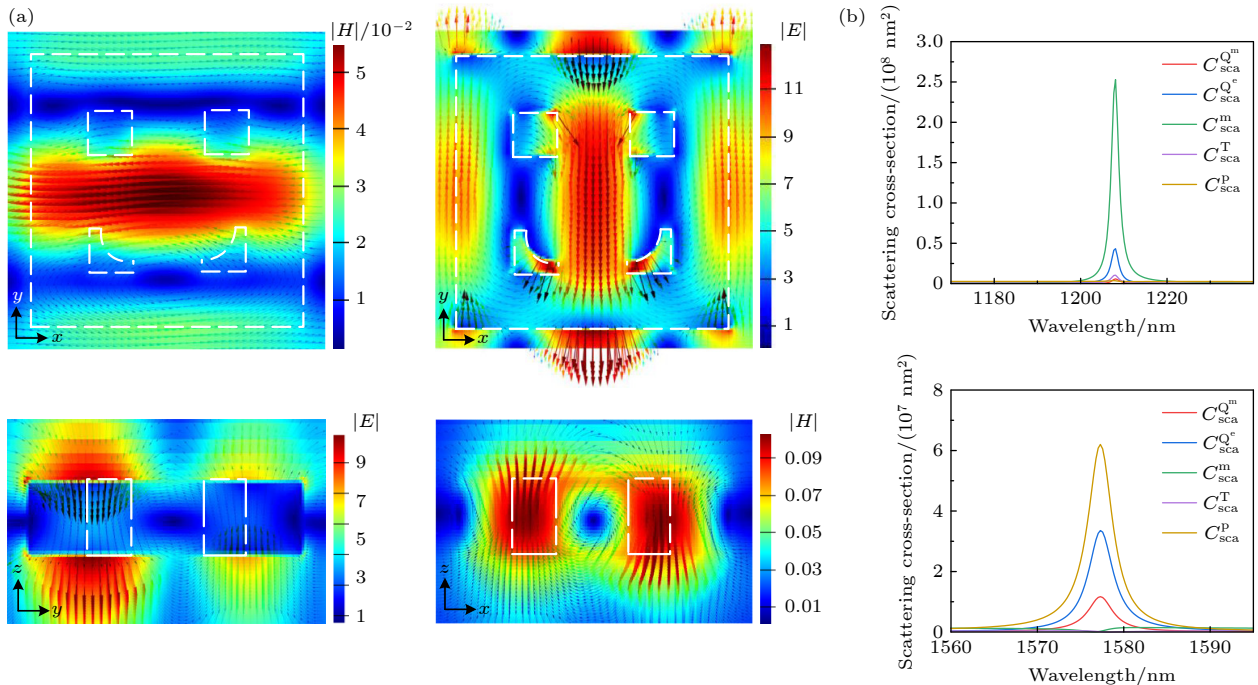 (a)
|H|/10⁻²
5
4
3
2
1
y
x
|E|
11
9
7
5
3
1
y
x
|E|
9
7
5
3
1
z
y
|H|
0.09
0.07
0.05
0.03
0.01
z
x
(b)
Scattering cross-section/(10⁸ nm²)
3.0
2.5
2.0
1.5
1.0
0.5
0
C_sca^{Q^m}
C_sca^{Q^e}
C_sca^m
C_sca^T
C_sca^p
1180 1200 1220
Wavelength/nm
Scattering cross-section/(10⁷ nm²)
8
6
4
2
0
C_sca^{Q^m}
C_sca^{Q^e}
C_sca^m
C_sca^T
C_sca^p
1560 1570 1580 1590
Wavelength/nm